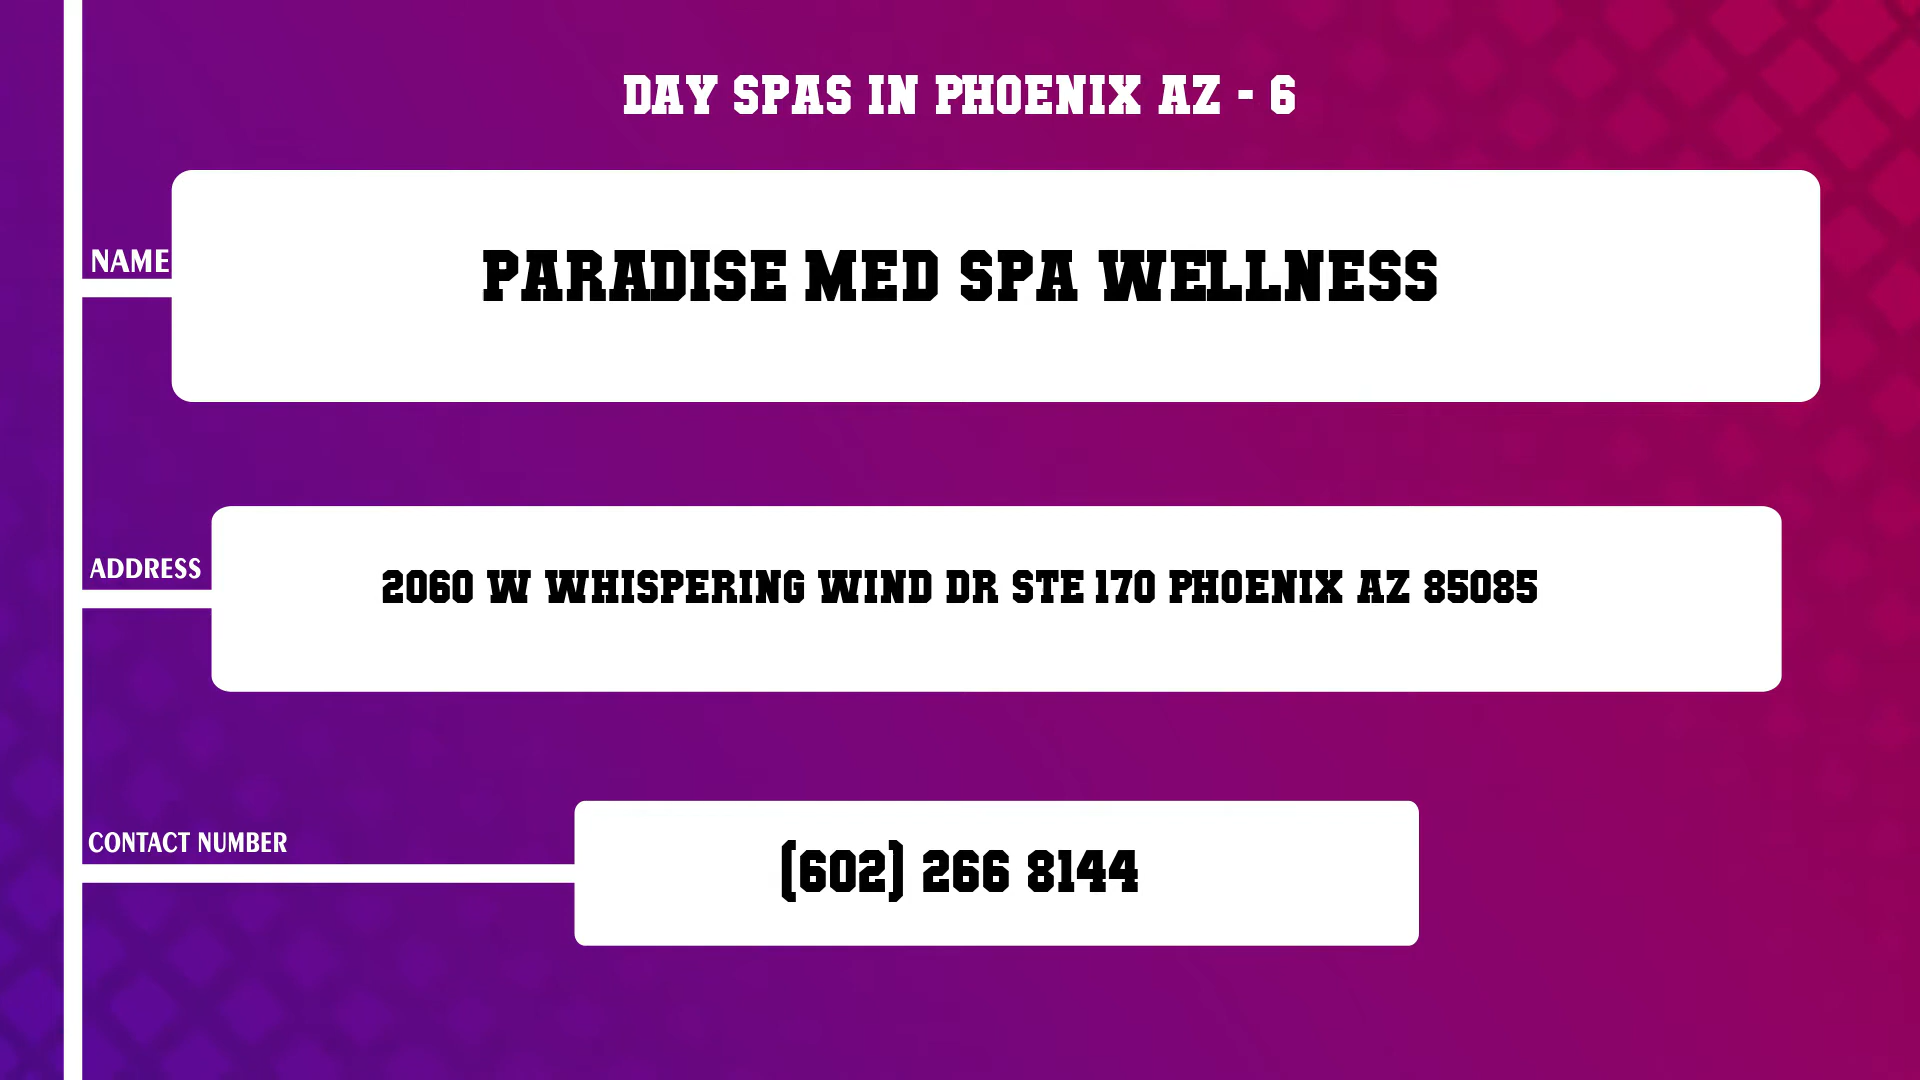 DAY SPAS IN PHOENIX AZ - 6
NAME
PARADISE MED SPA WELLNESS
ADDRESS
2060 W WHISPERING WIND DR STE 170 PHOENIX AZ 85085
CONTACT NUMBER
(602) 266 8144